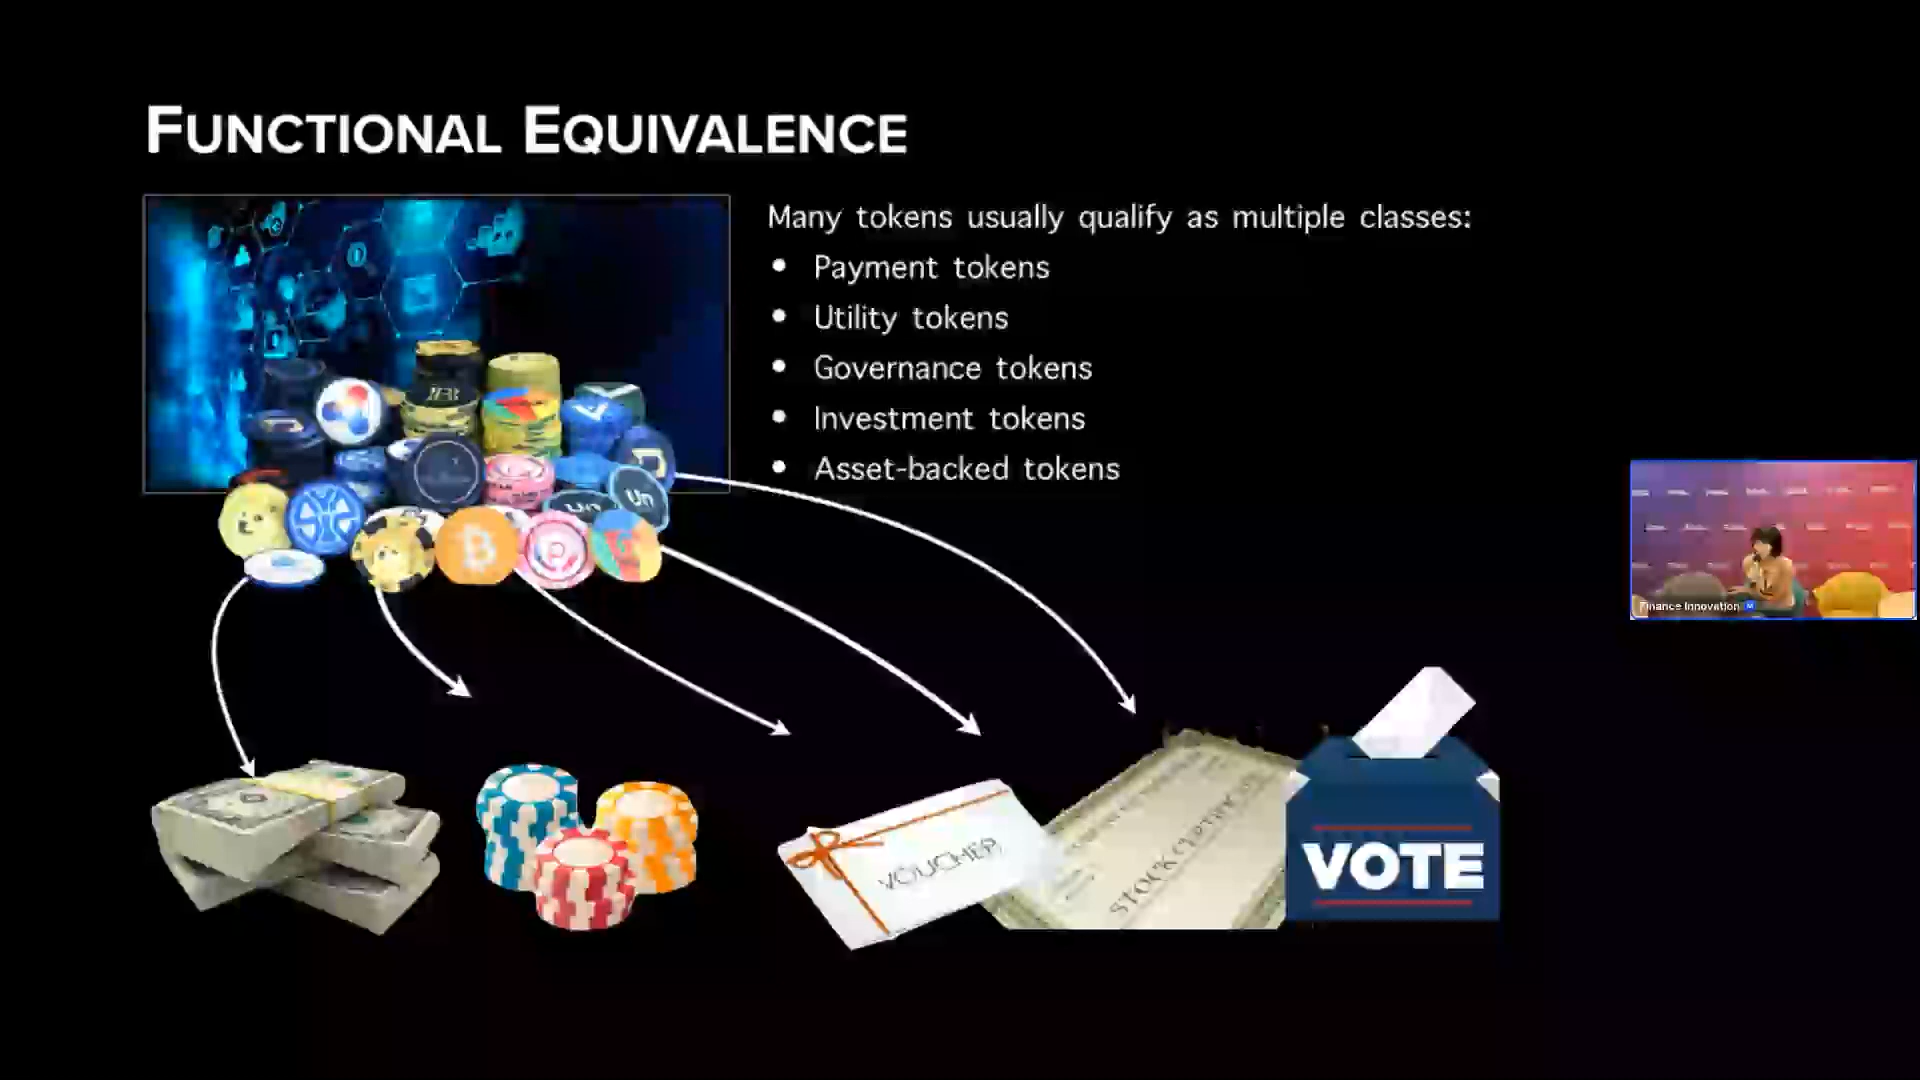 FUNCTIONAL EQUIVALENCE
Many tokens usually qualify as multiple classes:
• Payment tokens
• Utility tokens
• Governance tokens
• Investment tokens
• Asset-backed tokens
Un
Finance Innovation
VOUCHER
STOCK CERTIFICATE
VOTE